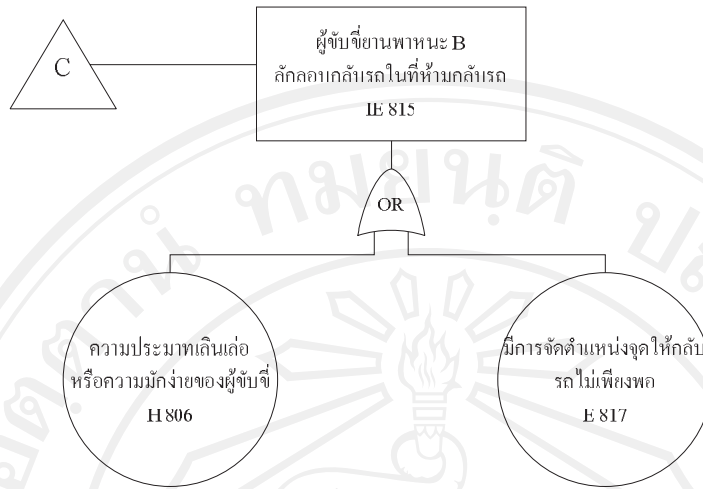 C
ผู้ขับขี่ยานพาหนะ B
ลักลอบกลับรถในที่ห้ามกลับรถ
IE 815
OR
ความประมาทเลินเล่อ
หรือความมักง่ายของผู้ขับขี่
H 806
มีการจัดตำแหน่งจุดให้กลับ
รถไม่เพียงพอ
E 817